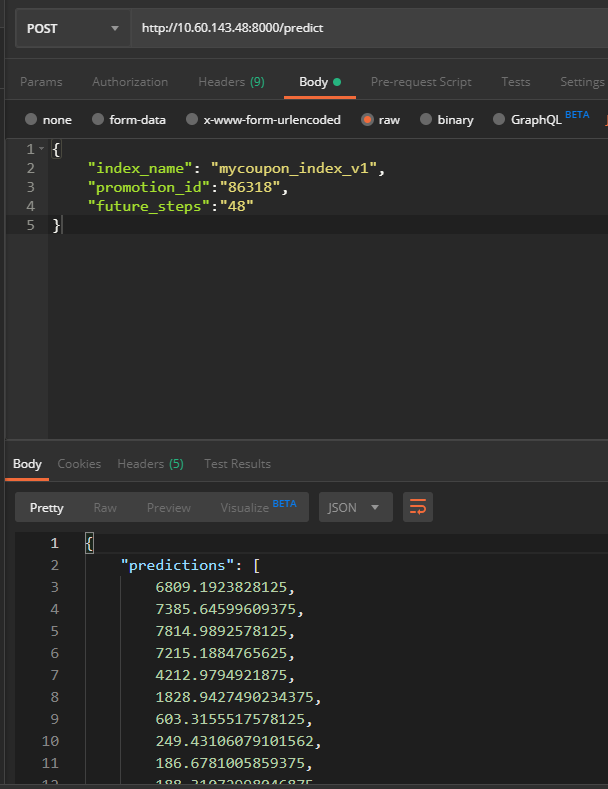 POST http://10.60.143.48:8000/predict
Params Authorization Headers (9) Body Pre-request Script Tests Settings
none form-data x-www-form-urlencoded raw binary GraphQL BETA
1 {
2 "index_name": "mycoupon_index_v1",
3 "promotion_id":"86318",
4 "future_steps":"48"
5 }
Body Cookies Headers (5) Test Results
Pretty Raw Preview Visualize BETA JSON
1 {
2 "predictions": [
3 6809.1923828125,
4 7385.64599609375,
5 7814.9892578125,
6 7215.1884765625,
7 4212.9794921875,
8 1828.9427490234375,
9 603.3155517578125,
10 249.43106079101562,
11 186.6781005859375,